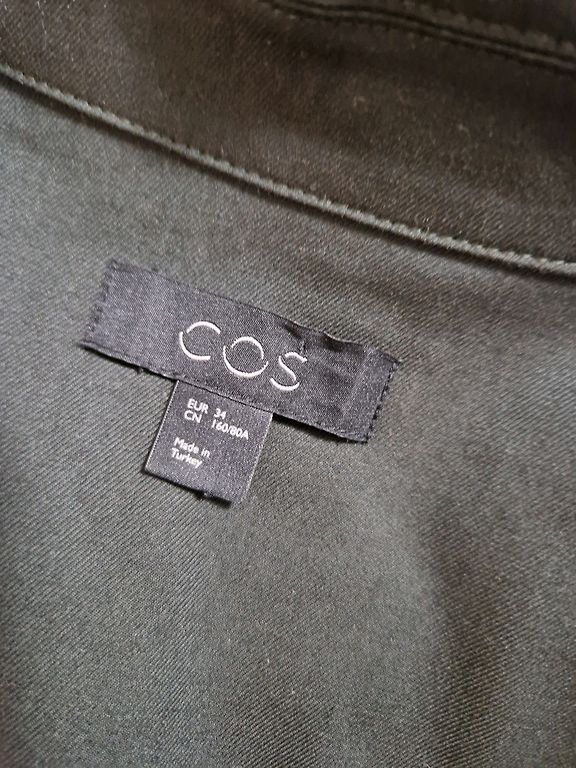 COS
EUR 34
CN 160/80A
Made in
Turkey